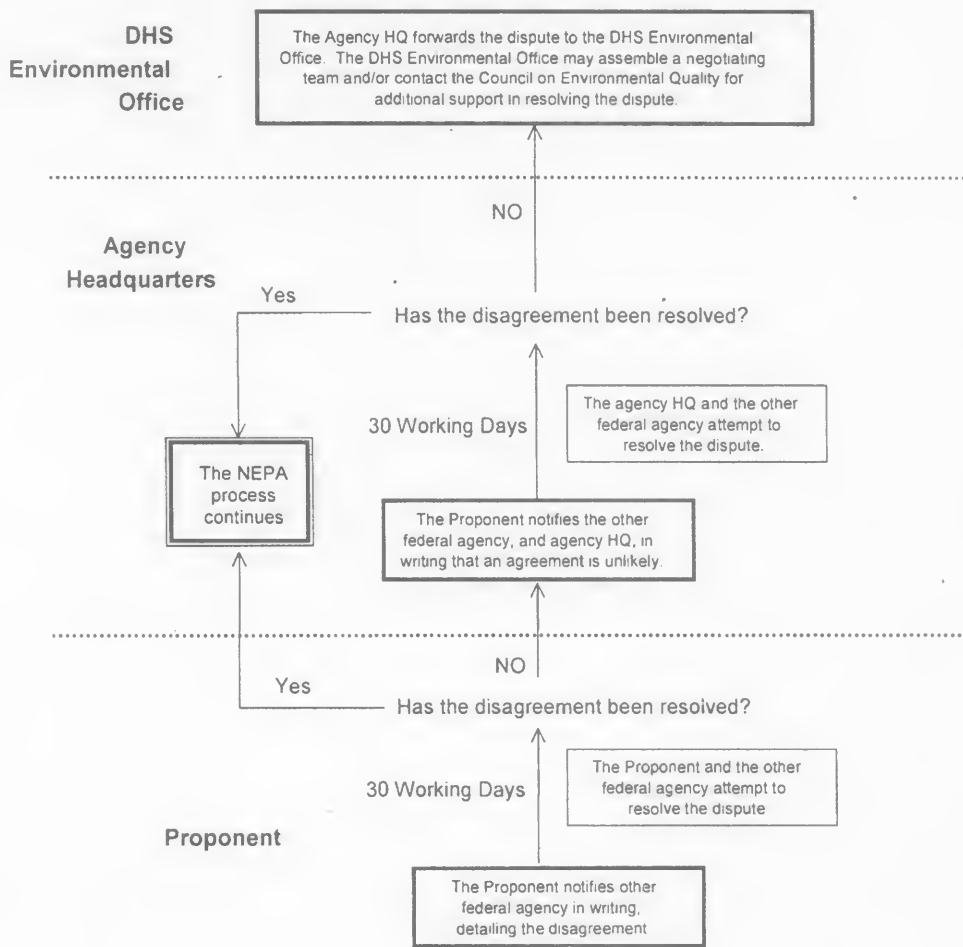 DHS
Environmental
Office
The Agency HQ forwards the dispute to the DHS Environmental
Office. The DHS Environmental Office may assemble a negotiating
team and/or contact the Council on Environmental Quality for
additional support in resolving the dispute.
NO
Agency
Headquarters
Yes
Has the disagreement been resolved?
30 Working Days
The agency HQ and the other
federal agency attempt to
resolve the dispute.
The NEPA
process
continues
The Proponent notifies the other
federal agency, and agency HQ, in
writing that an agreement is unlikely.
NO
Yes
Has the disagreement been resolved?
30 Working Days
The Proponent and the other
federal agency attempt to
resolve the dispute
Proponent
The Proponent notifies other
federal agency in writing,
detailing the disagreement